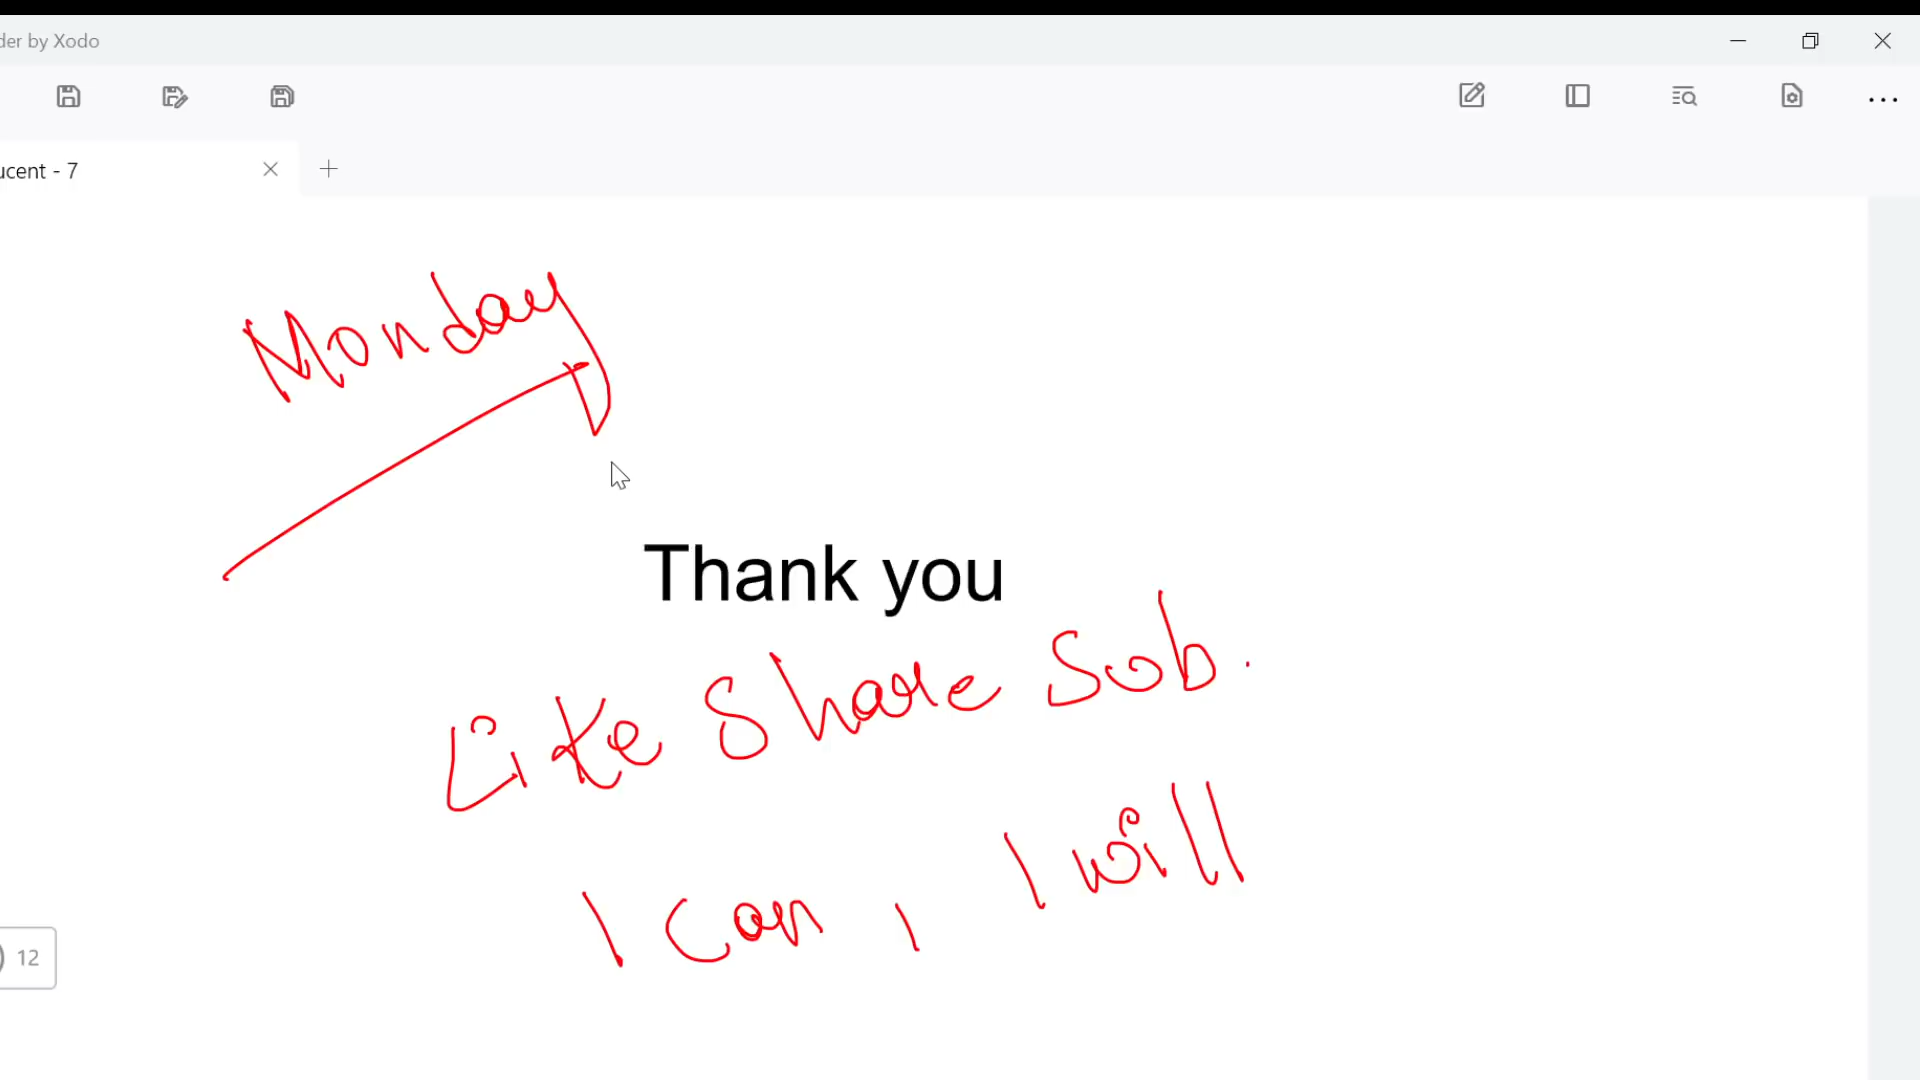 der by Xodo
ucent - 7
Monday
Thank you
Like Share Sub.
I can, I will
12